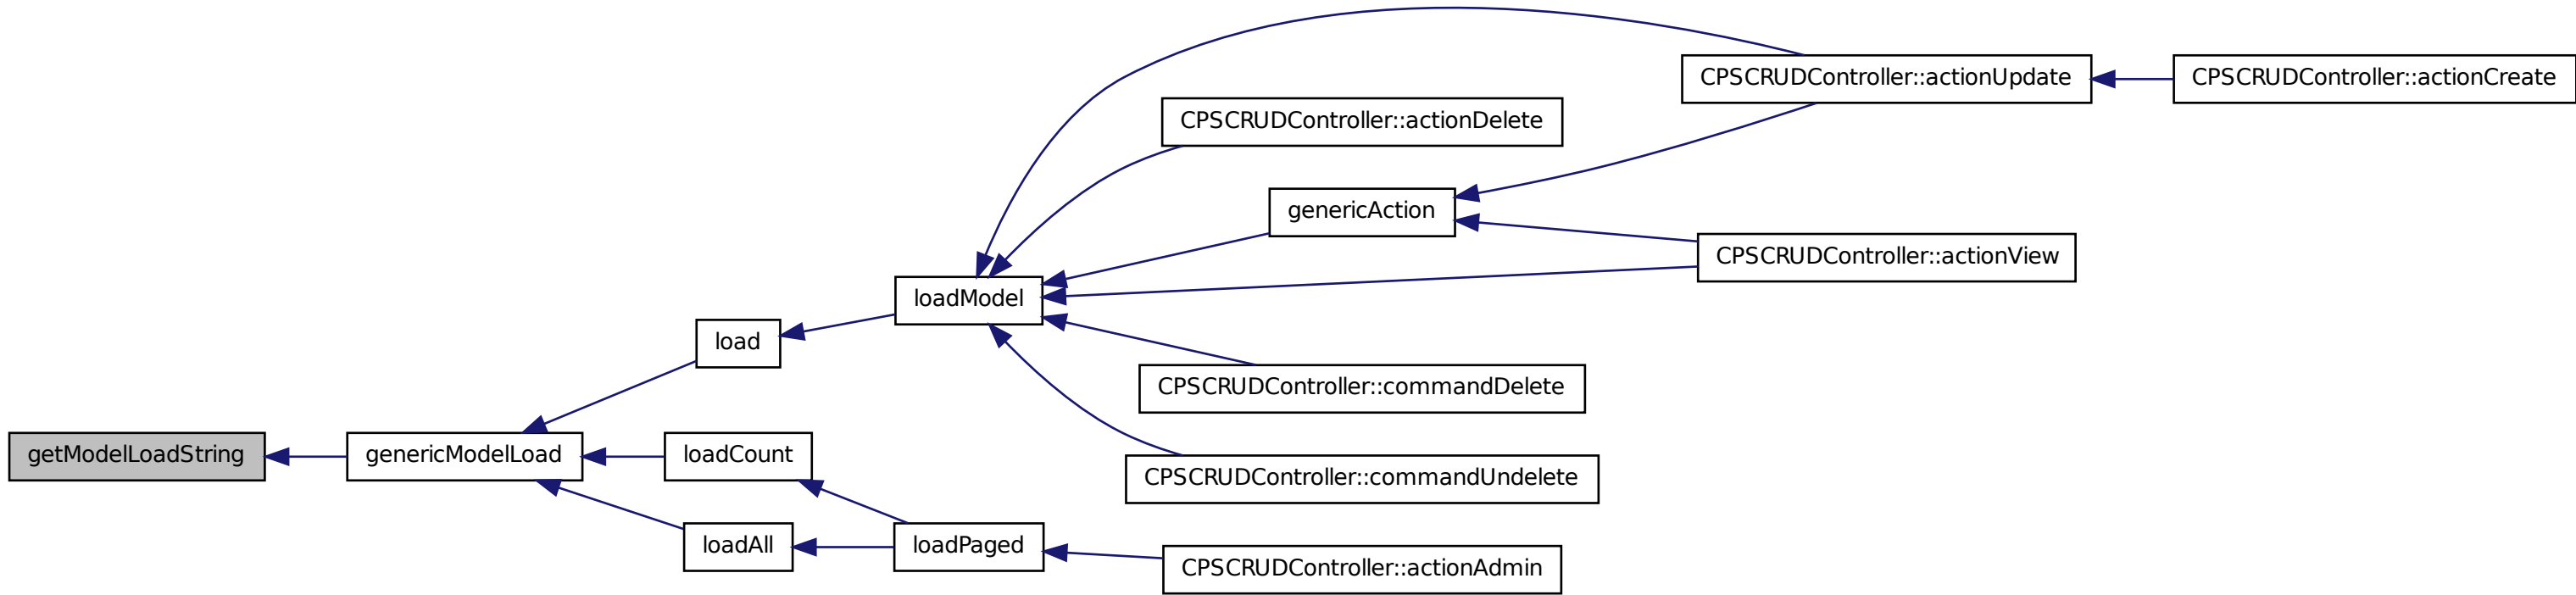 CPSCRUDController::actionUpdate
CPSCRUDController::actionCreate
CPSCRUDController::actionDelete
genericAction
CPSCRUDController::actionView
loadModel
load
CPSCRUDController::commandDelete
getModelLoadString
genericModelLoad
loadCount
CPSCRUDController::commandUndelete
loadAll
loadPaged
CPSCRUDController::actionAdmin